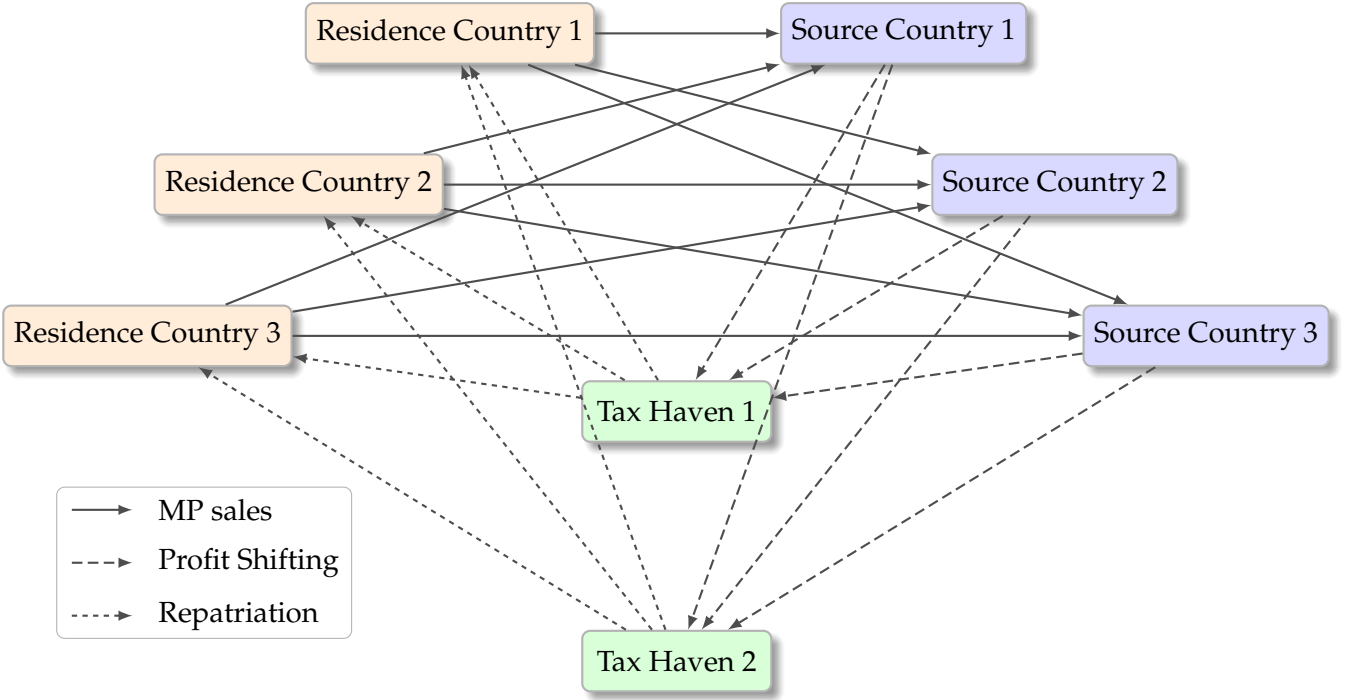 Residence Country 1
Source Country 1
Residence Country 2
Source Country 2
Residence Country 3
Source Country 3
Tax Haven 1
MP sales
Profit Shifting
Repatriation
Tax Haven 2